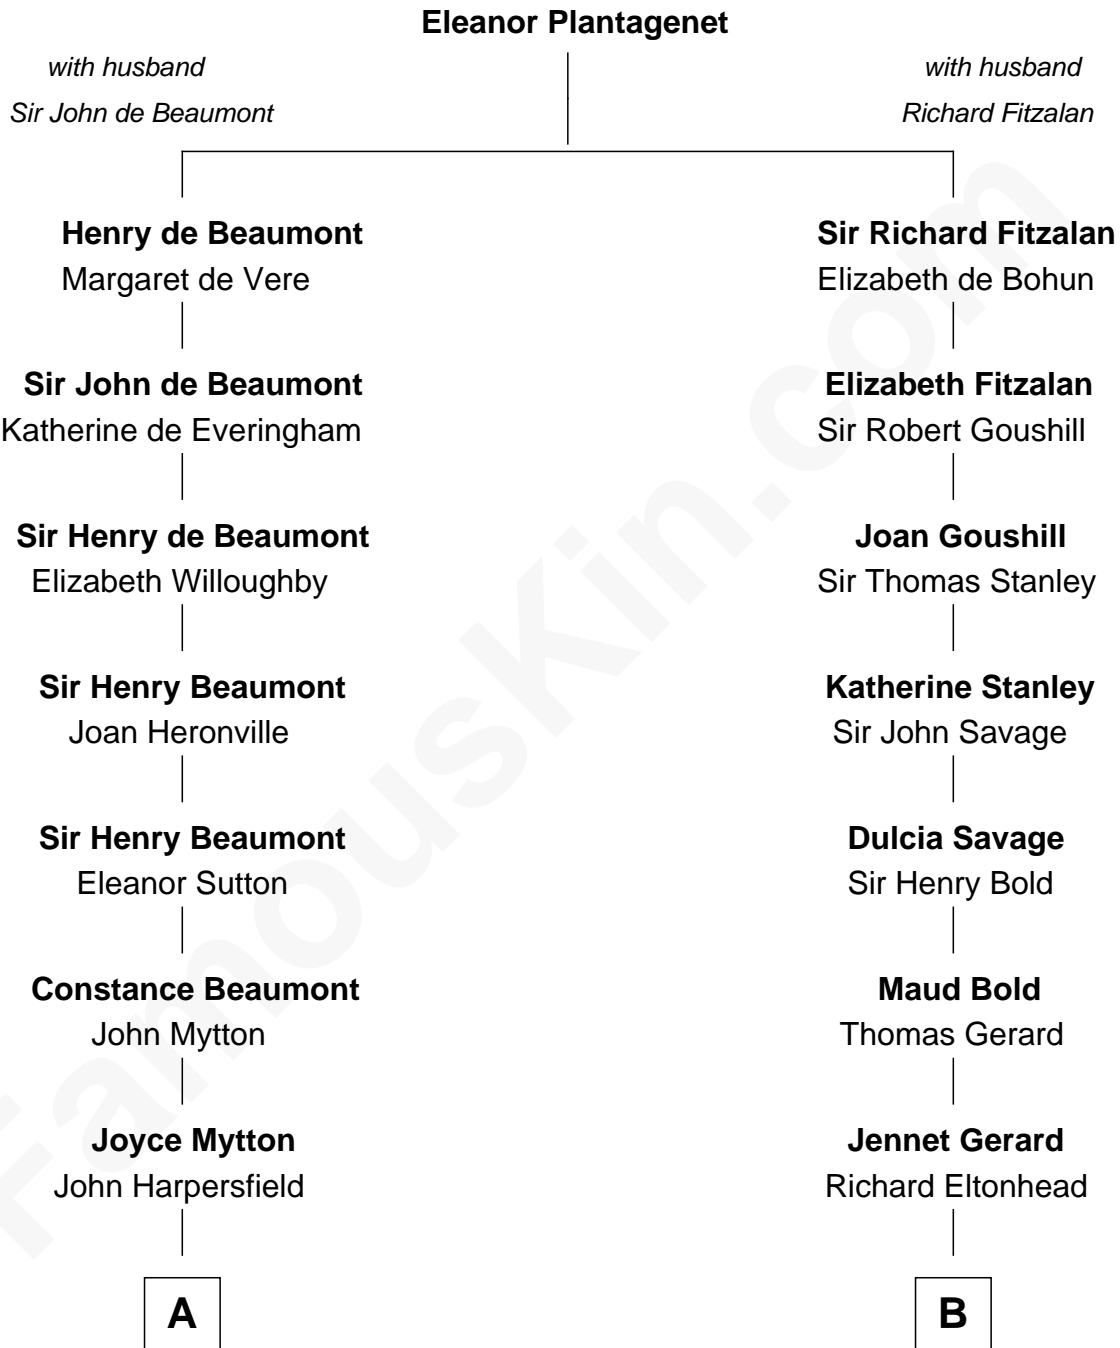 Eleanor Plantagenet
with husband
Sir John de Beaumont
with husband
Richard Fitzalan
Henry de Beaumont
Margaret de Vere
Sir Richard Fitzalan
Elizabeth de Bohun
Sir John de Beaumont
Katherine de Everingham
Elizabeth Fitzalan
Sir Robert Goushill
Sir Henry de Beaumont
Elizabeth Willoughby
Joan Goushill
Sir Thomas Stanley
Sir Henry Beaumont
Joan Heronville
Katherine Stanley
Sir John Savage
Sir Henry Beaumont
Eleanor Sutton
Dulcia Savage
Sir Henry Bold
Constance Beaumont
John Mytton
Maud Bold
Thomas Gerard
Joyce Mytton
John Harpersfield
Jennet Gerard
Richard Eltonhead
A
B
FamousKin.com